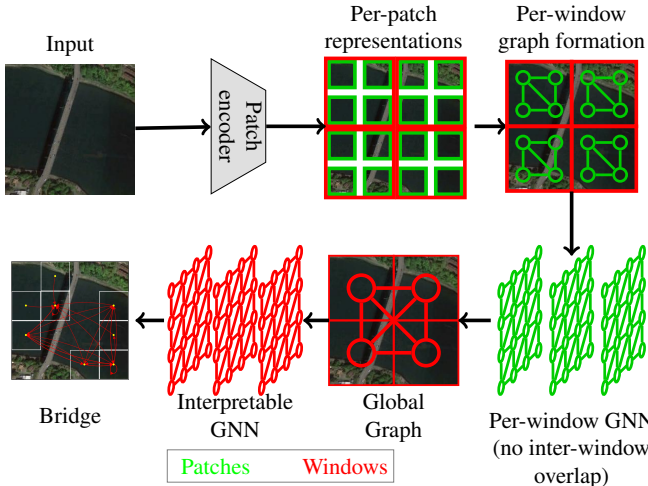 Input
Patch
encoder
Per-patch
representations
Per-window
graph formation
Bridge
Interpretable
GNN
Global
Graph
Per-window GNN
(no inter-window
overlap)
Patches Windows